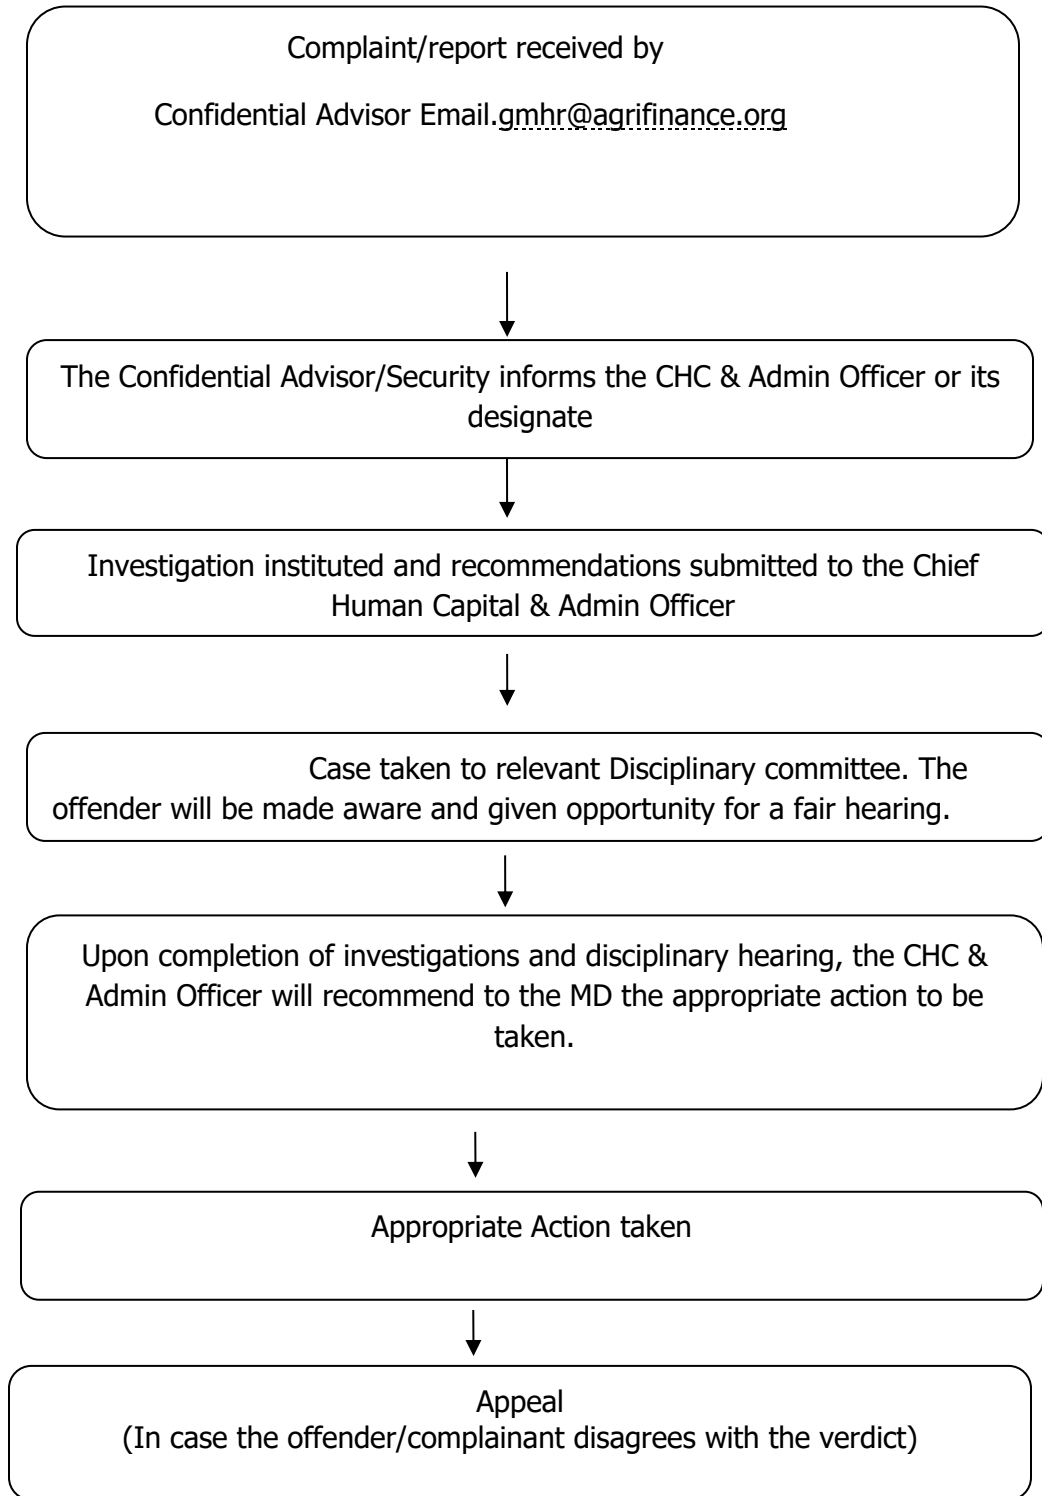 Complaint/report received by
Confidential Advisor Email.gmhr@agrifinance.org
The Confidential Advisor/Security informs the CHC & Admin Officer or its
designate
Investigation instituted and recommendations submitted to the Chief
Human Capital & Admin Officer
Case taken to relevant Disciplinary committee. The
offender will be made aware and given opportunity for a fair hearing.
Upon completion of investigations and disciplinary hearing, the CHC &
Admin Officer will recommend to the MD the appropriate action to be
taken.
Appropriate Action taken
Appeal
(In case the offender/complainant disagrees with the verdict)